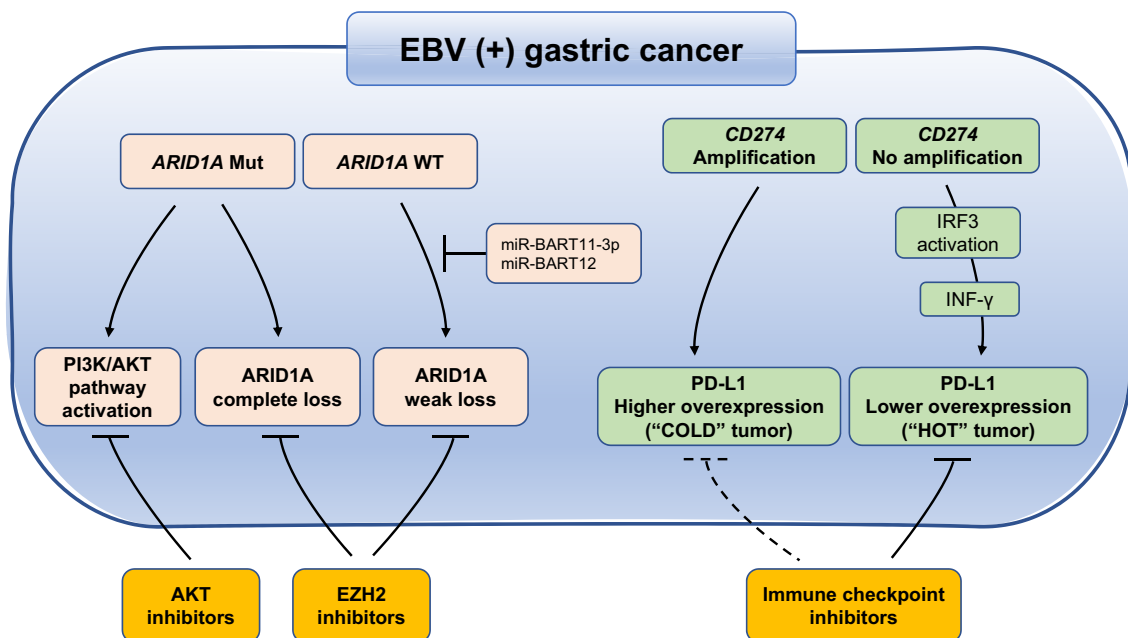 EBV (+) gastric cancer
ARID1A Mut
ARID1A WT
CD274
Amplification
CD274
No amplification
miR-BART11-3p
miR-BART12
IRF3
activation
INF-γ
PI3K/AKT
pathway
activation
ARID1A
complete loss
ARID1A
weak loss
PD-L1
Higher overexpression
(“COLD” tumor)
PD-L1
Lower overexpression
(“HOT” tumor)
AKT
inhibitors
EZH2
inhibitors
Immune checkpoint
inhibitors